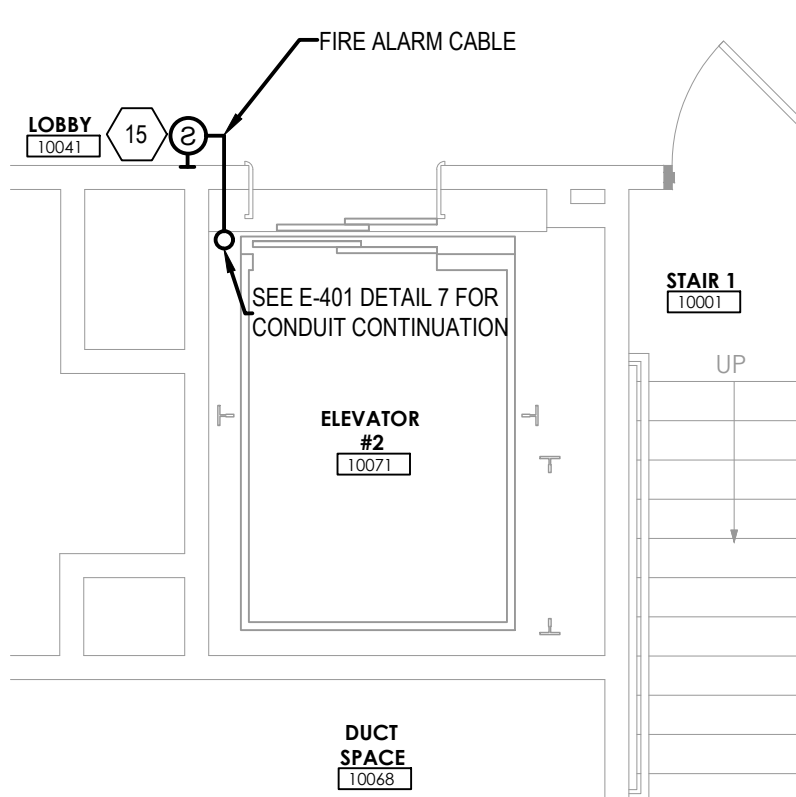 FIRE ALARM CABLE
LOBBY
10041
15
S
SEE E-401 DETAIL 7 FOR
CONDUIT CONTINUATION
STAIR 1
10001
UP
ELEVATOR
#2
10071
DUCT
SPACE
10068